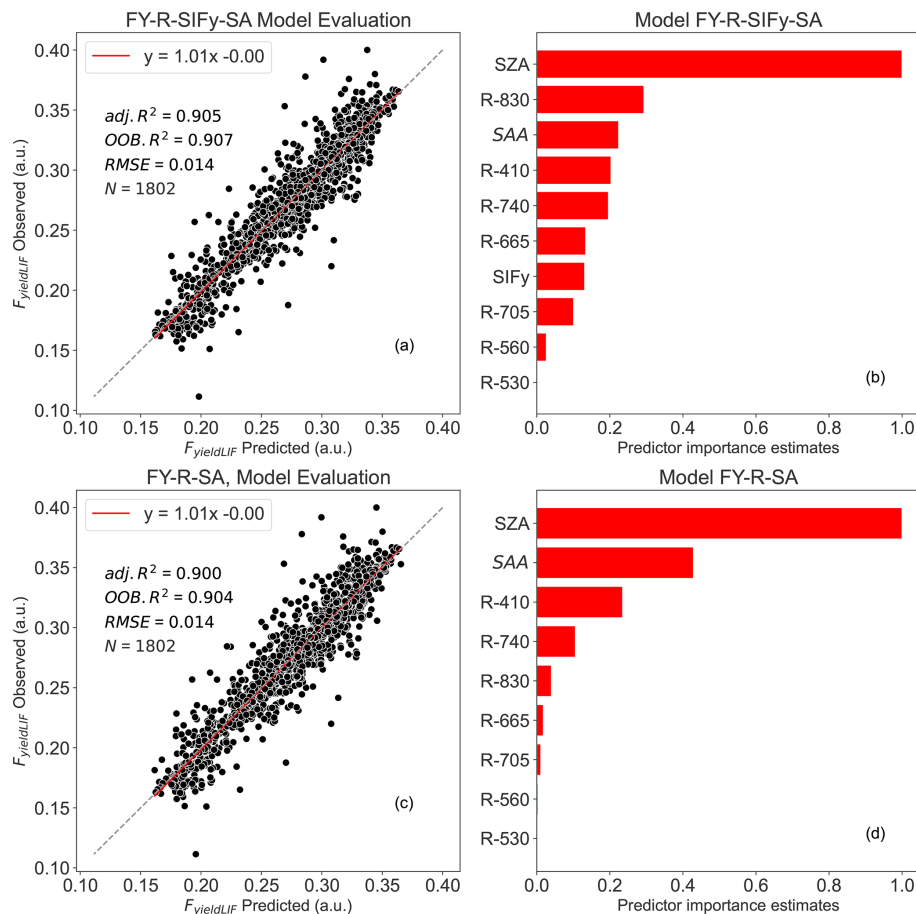 FY-R-SIFy-SA Model Evaluation
y = 1.01x -0.00
adj. R² = 0.905
OOB. R² = 0.907
RMSE = 0.014
N = 1802
0.40
0.35
0.30
0.25
0.20
0.15
0.10
F_yieldLIF Observed (a.u.)
(a)
0.10 0.15 0.20 0.25 0.30 0.35 0.40
F_yieldLIF Predicted (a.u.)
Model FY-R-SIFy-SA
SZA
R-830
SAA
R-410
R-740
R-665
SIFy
R-705
R-560
R-530
(b)
0.0 0.2 0.4 0.6 0.8 1.0
Predictor importance estimates
FY-R-SA, Model Evaluation
y = 1.01x -0.00
adj. R² = 0.900
OOB. R² = 0.904
RMSE = 0.014
N = 1802
0.40
0.35
0.30
0.25
0.20
0.15
0.10
F_yieldLIF Observed (a.u.)
(c)
0.10 0.15 0.20 0.25 0.30 0.35 0.40
F_yieldLIF Predicted (a.u.)
Model FY-R-SA
SZA
SAA
R-410
R-740
R-830
R-665
R-705
R-560
R-530
(d)
0.0 0.2 0.4 0.6 0.8 1.0
Predictor importance estimates